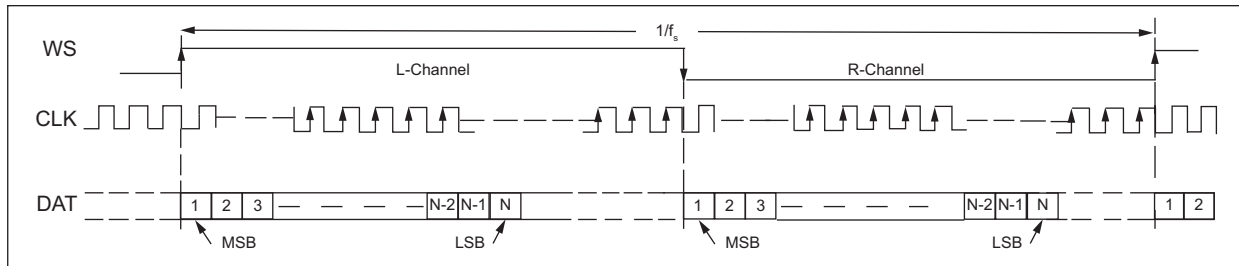 1/fs
WS
L-Channel
R-Channel
CLK
DAT
1 2 3 N-2 N-1 N 1 2 3 N-2 N-1 N 1 2
MSB LSB MSB LSB